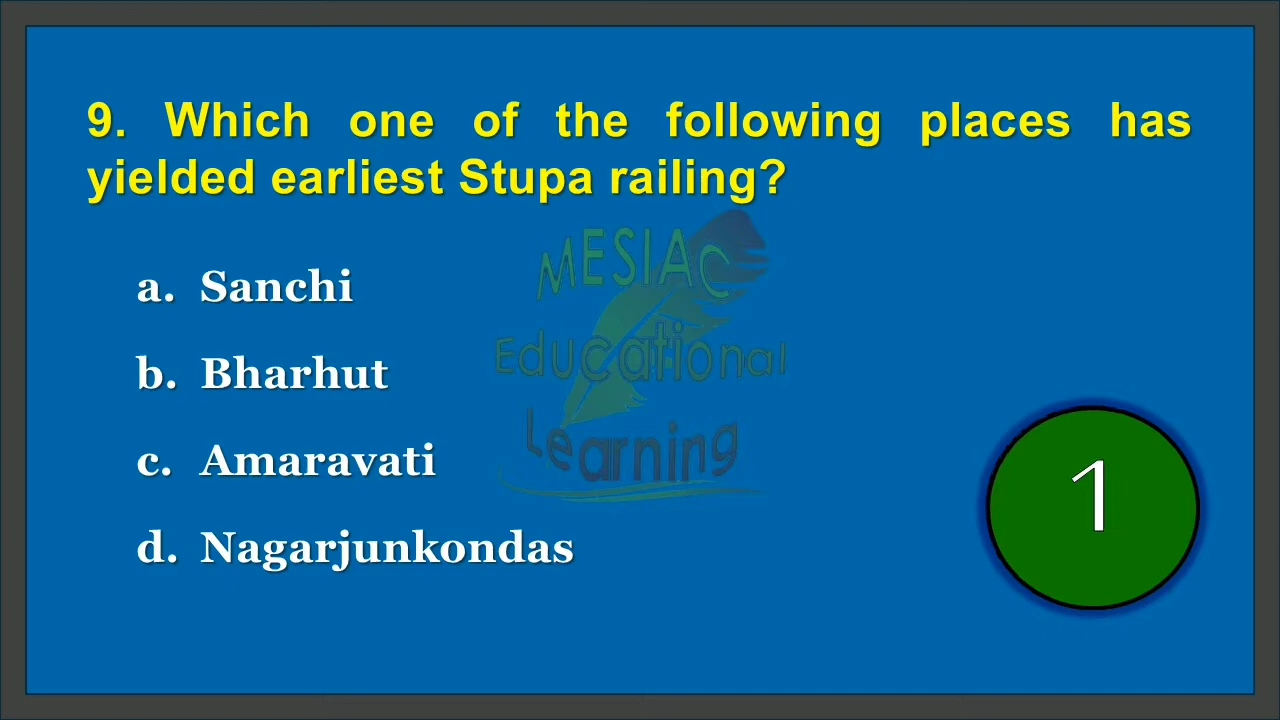 9. Which one of the following places has
yielded earliest Stupa railing?
MESIAC
a. Sanchi
Educational
b. Bharhut
Learning
c. Amaravati
1
d. Nagarjunkondas